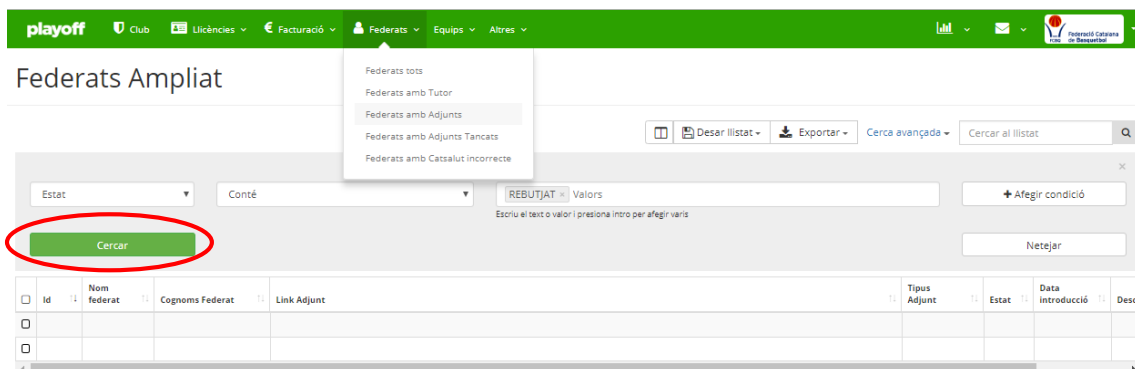 playoff Club Llicències € Facturació Federats Equips Altres
FCBQ Federació Catalana de Basquetbol
Federats Ampliat
Federats tots
Federats amb Tutor
Federats amb Adjunts
Federats amb Adjunts Tancats
Federats amb Catsalut incorrecte
Desar llistat Exportar Cerca avançada Cercar al llistat
×
Estat Conté REBUTJAT × Valors + Afegir condició
Escriu el text o valor i presiona intro per afegir varis
Cercar Netejar
Id Nom federat Cognoms Federat Link Adjunt Tipus Adjunt Estat Data introducció Desc